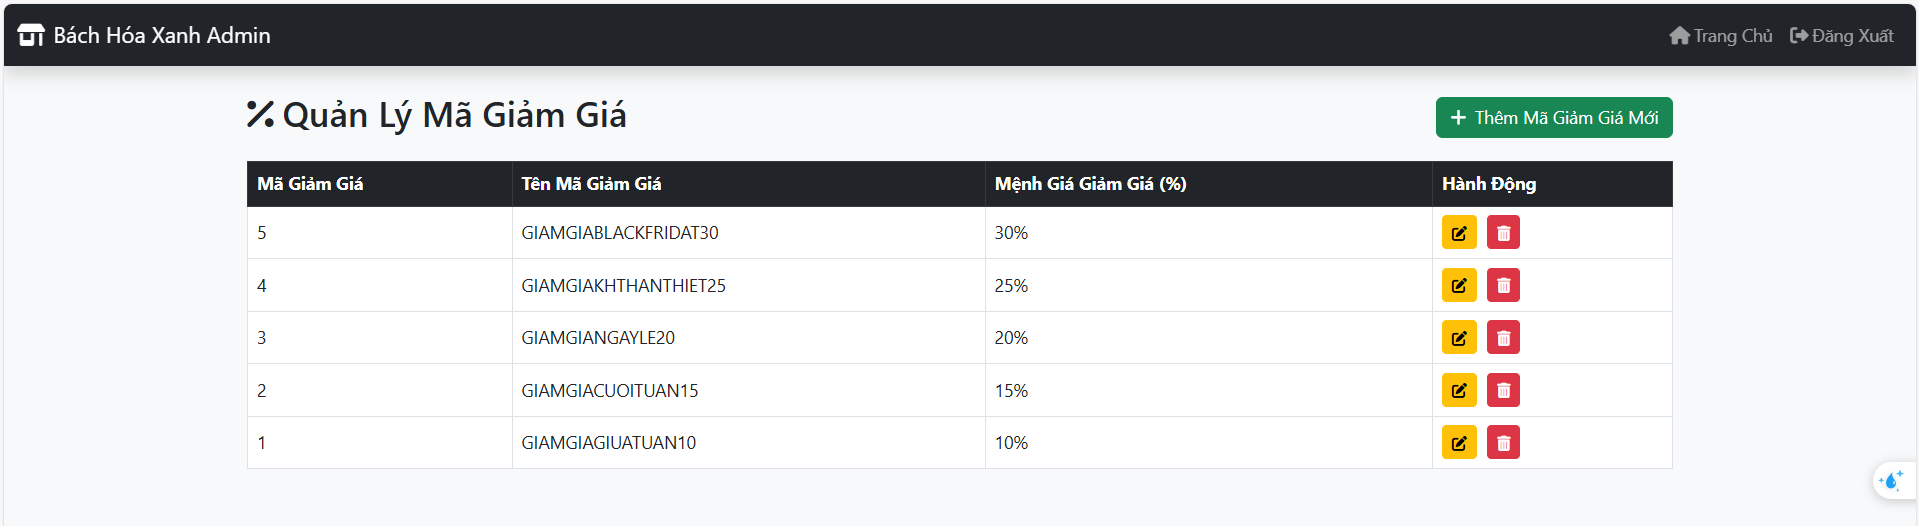 Bách Hóa Xanh Admin Trang Chủ Đăng Xuất
Quản Lý Mã Giảm Giá Thêm Mã Giảm Giá Mới
Mã Giảm Giá Tên Mã Giảm Giá Mệnh Giá Giảm Giá (%) Hành Động
5 GIAMGIABLACKFRIDAT30 30%
4 GIAMGIAKHTHANTHIET25 25%
3 GIAMGIANGAYLE20 20%
2 GIAMGIACUOITUAN15 15%
1 GIAMGIAGIUATUAN10 10%